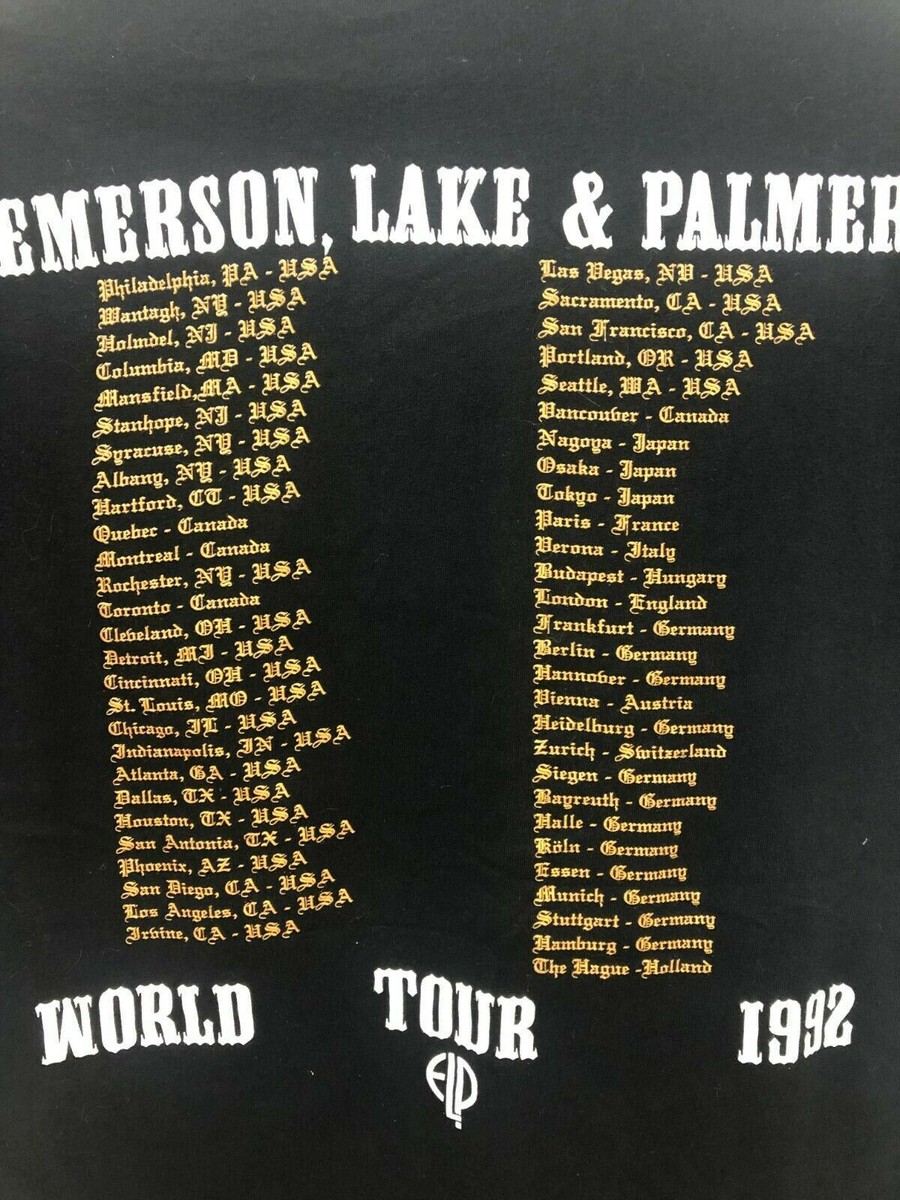 EMERSON, LAKE & PALMER
Philadelphia, PA - USA
Wantagh, NY - USA
Holmdel, NJ - USA
Columbia, MD - USA
Mansfield,MA - USA
Stanhope, NJ - USA
Syracuse, NY - USA
Albany, NY - USA
Hartford, CT - USA
Quebec - Canada
Montreal - Canada
Rochester, NY - USA
Toronto - Canada
Cleveland, OH - USA
Detroit, MI - USA
Cincinnati, OH - USA
St. Louis, MO - USA
Chicago, IL - USA
Indianapolis, IN - USA
Atlanta, GA - USA
Dallas, TX - USA
Houston, TX - USA
San Antonia, TX - USA
Phoenix, AZ - USA
San Diego, CA - USA
Los Angeles, CA - USA
Irvine, CA - USA
Las Vegas, NV - USA
Sacramento, CA - USA
San Francisco, CA - USA
Portland, OR - USA
Seattle, WA - USA
Vancouver - Canada
Nagoya - Japan
Osaka - Japan
Tokyo - Japan
Paris - France
Verona - Italy
Budapest - Hungary
London - England
Frankfurt - Germany
Berlin - Germany
Hannover - Germany
Vienna - Austria
Heidelburg - Germany
Zurich - Switzerland
Siegen - Germany
Bayreuth - Germany
Halle - Germany
Köln - Germany
Essen - Germany
Munich - Germany
Stuttgart - Germany
Hamburg - Germany
The Hague -Holland
WORLD TOUR 1992
ELP